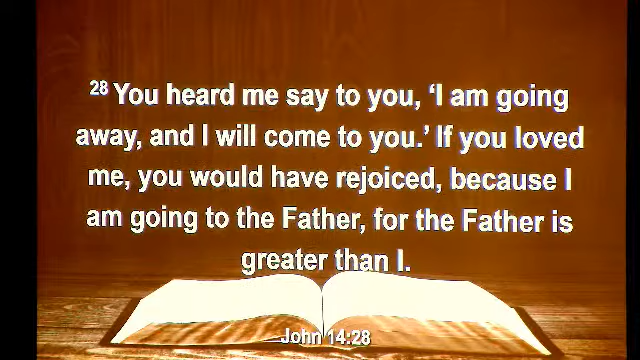 28 You heard me say to you, ‘I am going
away, and I will come to you.’ If you loved
me, you would have rejoiced, because I
am going to the Father, for the Father is
greater than I.
John 14:28